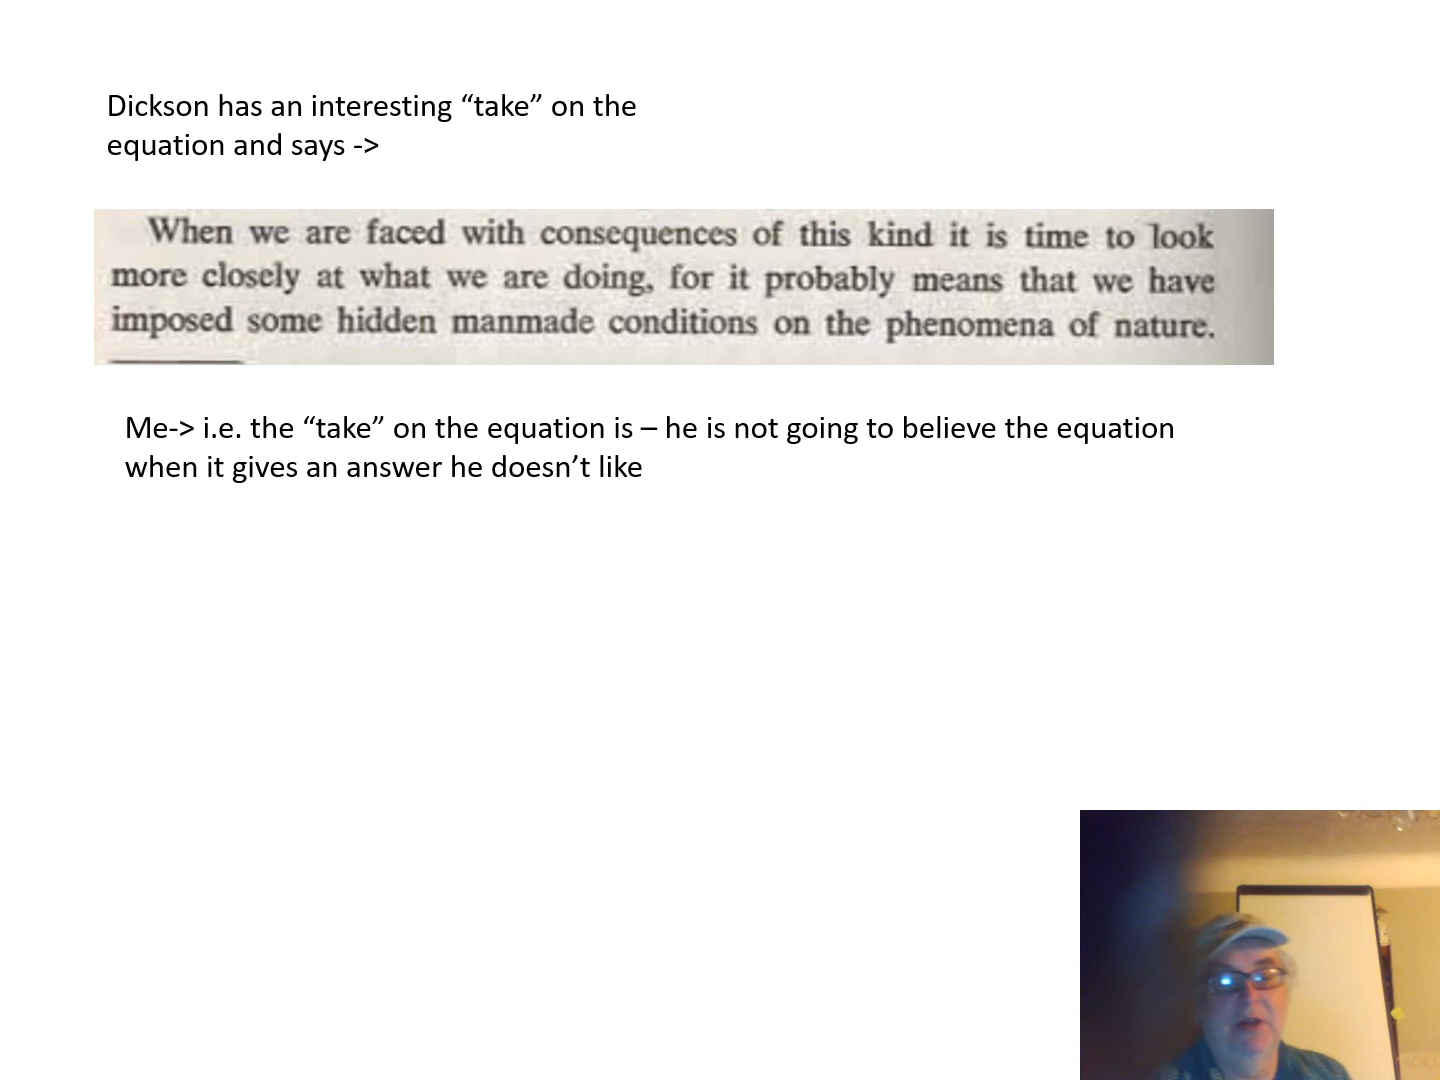 Dickson has an interesting “take” on the
equation and says ->
When we are faced with consequences of this kind it is time to look
more closely at what we are doing, for it probably means that we have
imposed some hidden manmade conditions on the phenomena of nature.
Me-> i.e. the “take” on the equation is – he is not going to believe the equation
when it gives an answer he doesn’t like